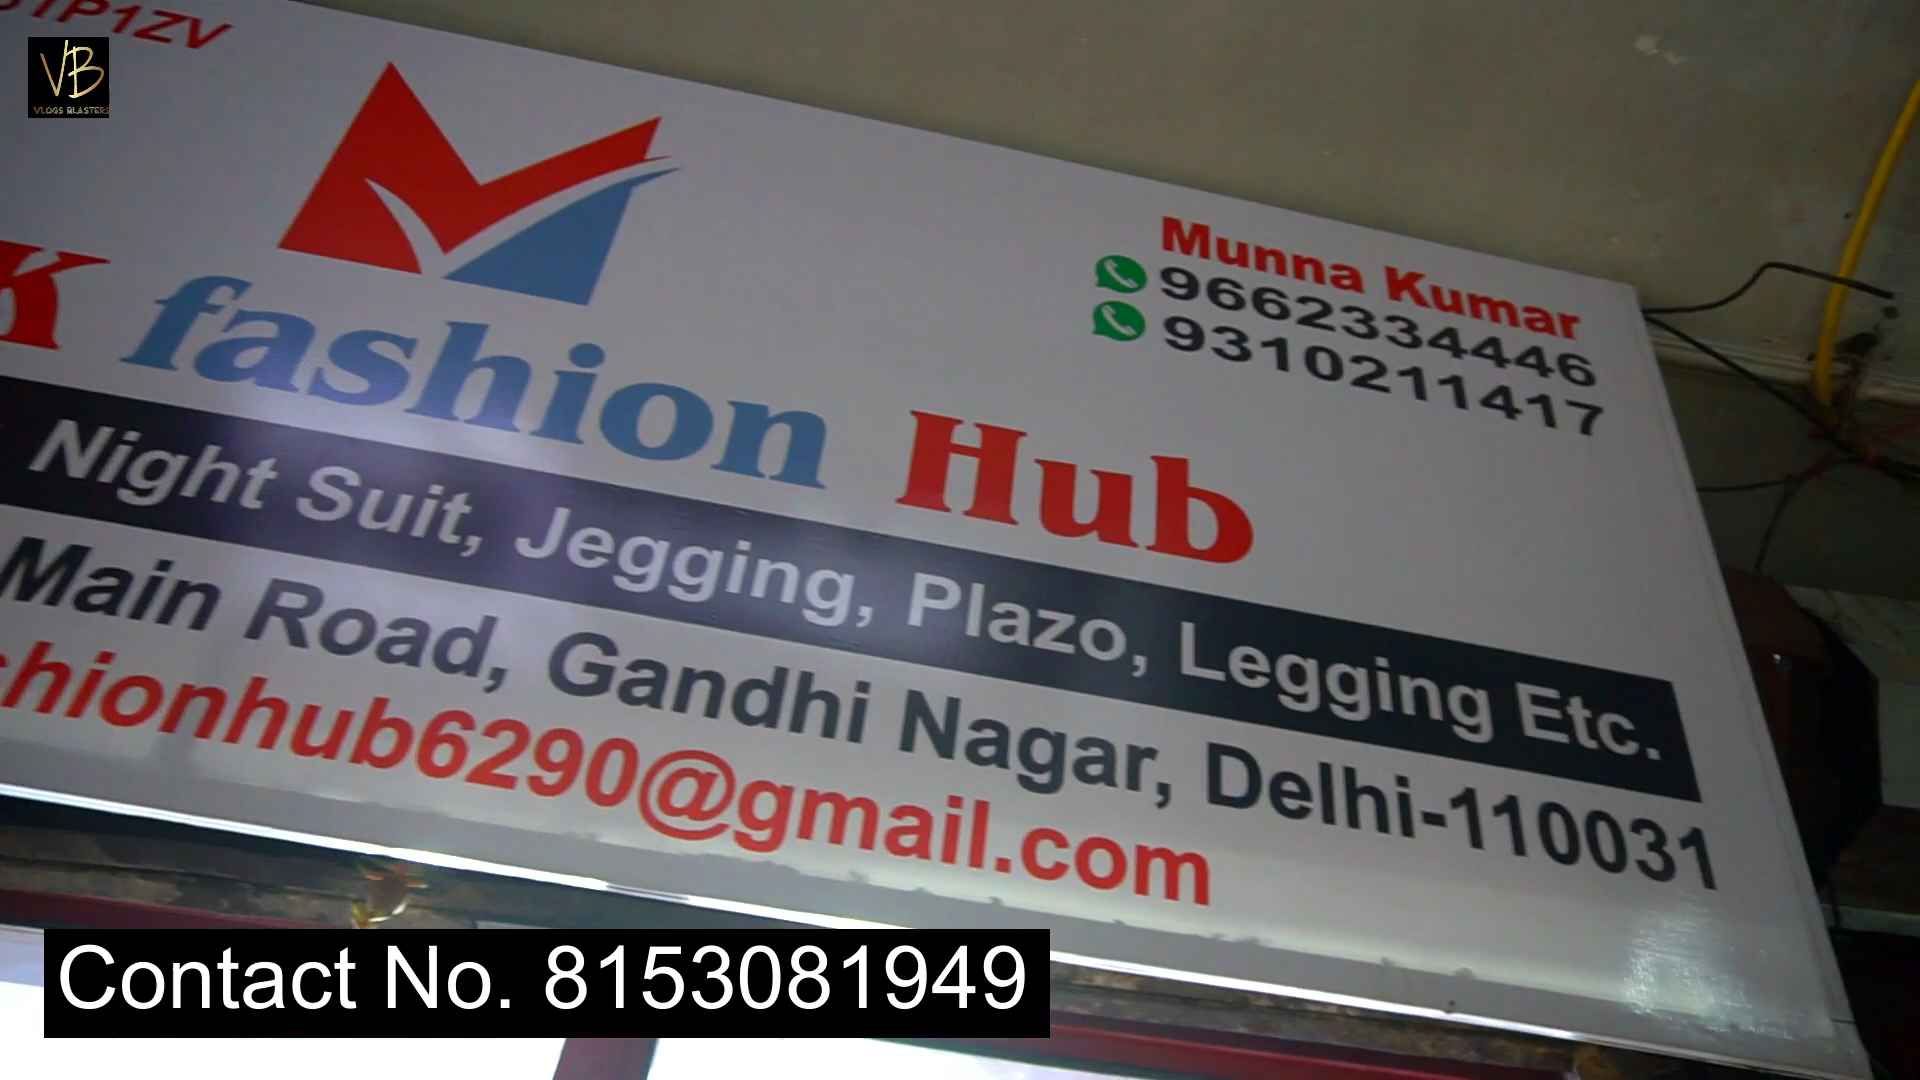 VB
VLOGS BLASTERS
Munna Kumar
9662334446
9310211417
fashion Hub
Night Suit, Jegging, Plazo, Legging Etc.
Main Road, Gandhi Nagar, Delhi-110031
shionhub6290@gmail.com
Contact No. 8153081949